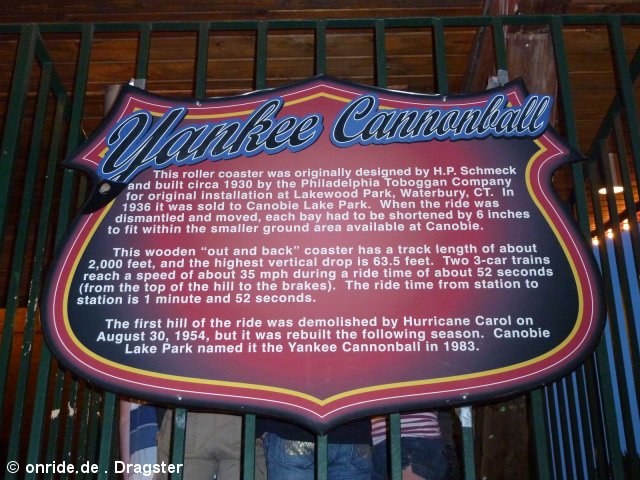 Yankee Cannonball
This roller coaster was originally designed by H.P. Schmeck
and built circa 1930 by the Philadelphia Toboggan Company
for original installation at Lakewood Park, Waterbury, CT. In
1936 it was sold to Canobie Lake Park. When the ride was
dismantled and moved, each bay had to be shortened by 6 inches
to fit within the smaller ground area available at Canobie.
This wooden "out and back" coaster has a track length of about
2,000 feet, and the highest vertical drop is 63.5 feet. Two 3-car trains
reach a speed of about 35 mph during a ride time of about 52 seconds
(from the top of the hill to the brakes). The ride time from station to
station is 1 minute and 52 seconds.
The first hill of the ride was demolished by Hurricane Carol on
August 30, 1954, but it was rebuilt the following season. Canobie
Lake Park named it the Yankee Cannonball in 1983.
© onride.de . Dragster